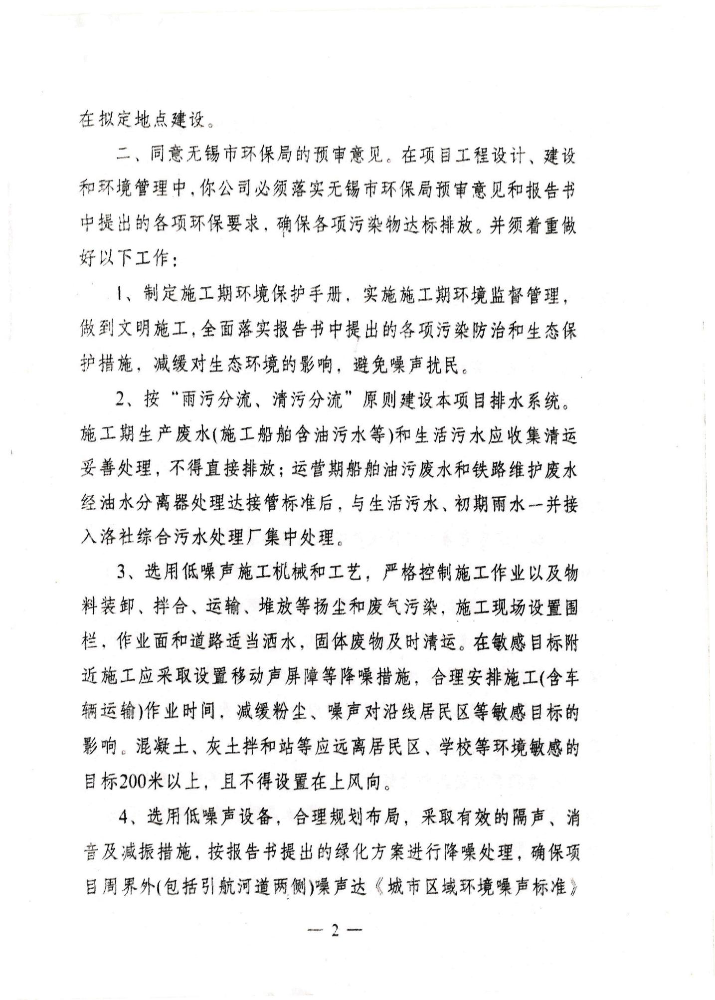 在拟定地点建设。
二、同意无锡市环保局的预审意见。在项目工程设计、建设
和环境管理中,你公司必须落实无锡市环保局预审意见和报告书
中提出的各项环保要求，确保各项污染物达标排放。并须着重做
好以下工作：
1、制定施工期环境保护手册，实施施工期环境监督管理，
做到文明施工,全面落实报告书中提出的各项污染防治和生态保
护措施，减缓对生态环境的影响，避免噪声扰民。
2、按“雨污分流、清污分流”原则建设本项目排水系统。
施工期生产废水(施工船舶含油污水等)和生活污水应收集清运
妥善处理，不得直接排放；运营期船舶油污废水和铁路维护废水
经油水分离器处理达接管标准后，与生活污水、初期雨水一并接
入洛社综合污水处理厂集中处理。
3、选用低噪声施工机械和工艺，严格控制施工作业以及物
料装卸、拌合、运输、堆放等扬尘和废气污染，施工现场设置围
栏，作业面和道路适当洒水，固体废物及时清运。在敏感目标附
近施工应采取设置移动声屏障等降噪措施，合理安排施工(含车
辆运输)作业时间，减缓粉尘、噪声对沿线居民区等敏感目标的
影响。混凝土、灰土拌和站等应远离居民区、学校等环境敏感的
目标200米以上，且不得设置在上风向。
4、选用低噪声设备，合理规划布局，采取有效的隔声、消
音及减振措施，按报告书提出的绿化方案进行降噪处理，确保项
目周界外(包括引航河道两侧)噪声达《城市区域环境噪声标准》
— 2 —